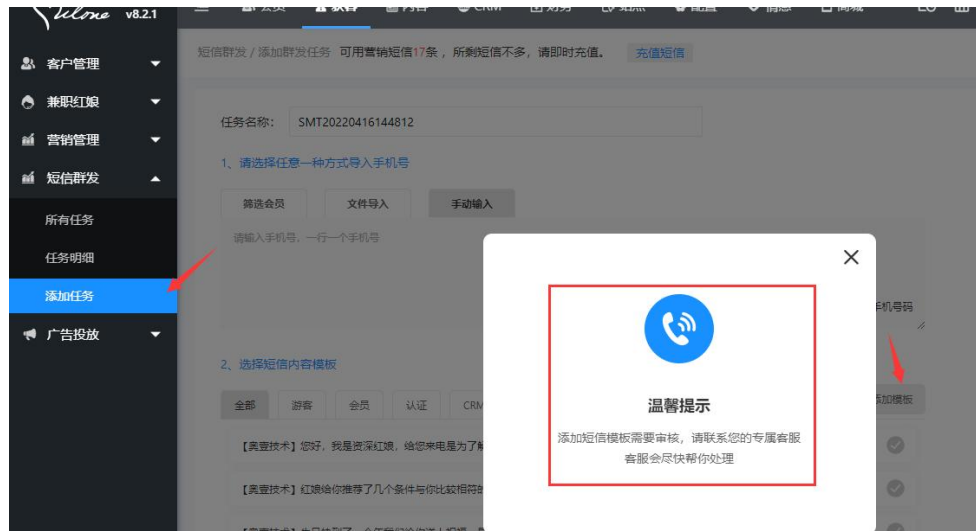 v8.2.1
CRM
短信群发 / 添加群发任务 可用营销短信17条，所剩短信不多，请即时充值。 充值短信
客户管理
兼职红娘
营销管理
短信群发
所有任务
任务明细
添加任务
广告投放
任务名称： SMT20220416144812
1、请选择任意一种方式导入手机号
筛选会员 文件导入 手动输入
请输入手机号，一行一个手机号
手机号码
2、选择短信内容模板
全部 游客 会员 认证 CRM
添加模板
【奥壹技术】您好，我是资深红娘，给您来电是为了解
【奥壹技术】红娘给你推荐了几个条件与你比较相符的
温馨提示
添加短信模板需要审核，请联系您的专属客服
客服会尽快帮你处理